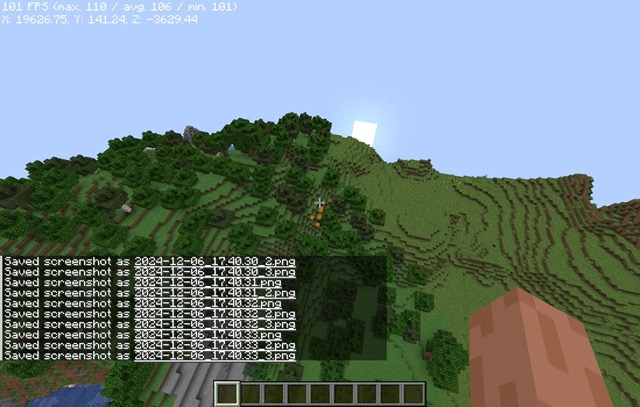 101 FPS (max. 110 / avg. 106 / min. 101)
X: 19626.75, Y: 141.24, Z: -3629.44
Saved screenshot as 2024-12-06_17.40.30_2.png
Saved screenshot as 2024-12-06_17.40.30_3.png
Saved screenshot as 2024-12-06_17.40.31.png
Saved screenshot as 2024-12-06_17.40.31_2.png
Saved screenshot as 2024-12-06_17.40.32.png
Saved screenshot as 2024-12-06_17.40.32_2.png
Saved screenshot as 2024-12-06_17.40.32_3.png
Saved screenshot as 2024-12-06_17.40.33.png
Saved screenshot as 2024-12-06_17.40.33_2.png
Saved screenshot as 2024-12-06_17.40.33_3.png